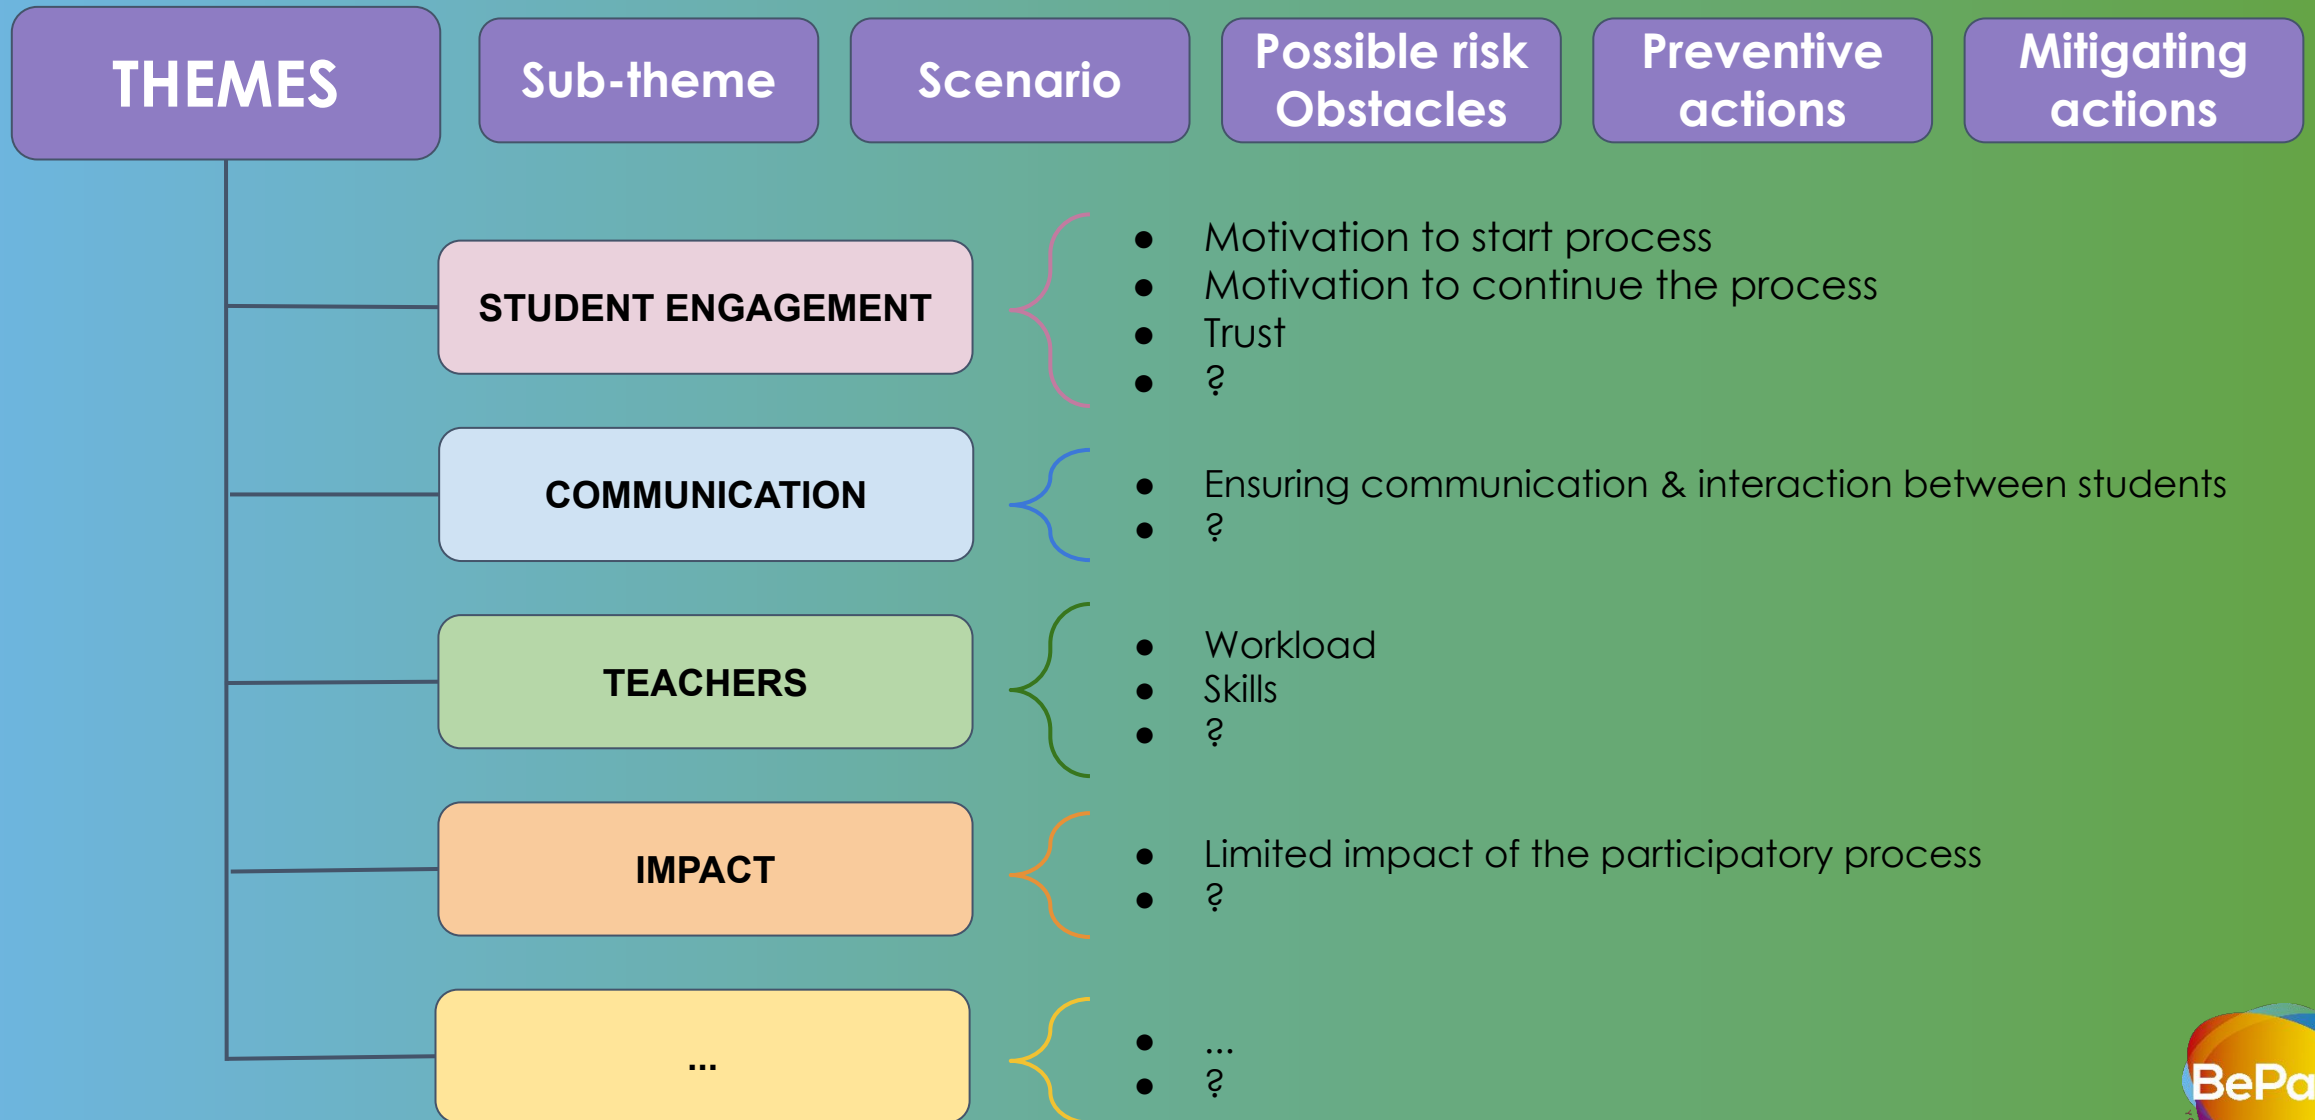 THEMES
Sub-theme
Scenario
Possible risk
Obstacles
Preventive
actions
Mitigating
actions
STUDENT ENGAGEMENT
● Motivation to start process
● Motivation to continue the process
● Trust
● ?
COMMUNICATION
● Ensuring communication & interaction between students
● ?
TEACHERS
● Workload
● Skills
● ?
IMPACT
● Limited impact of the participatory process
● ?
...
● ...
● ?
BePa